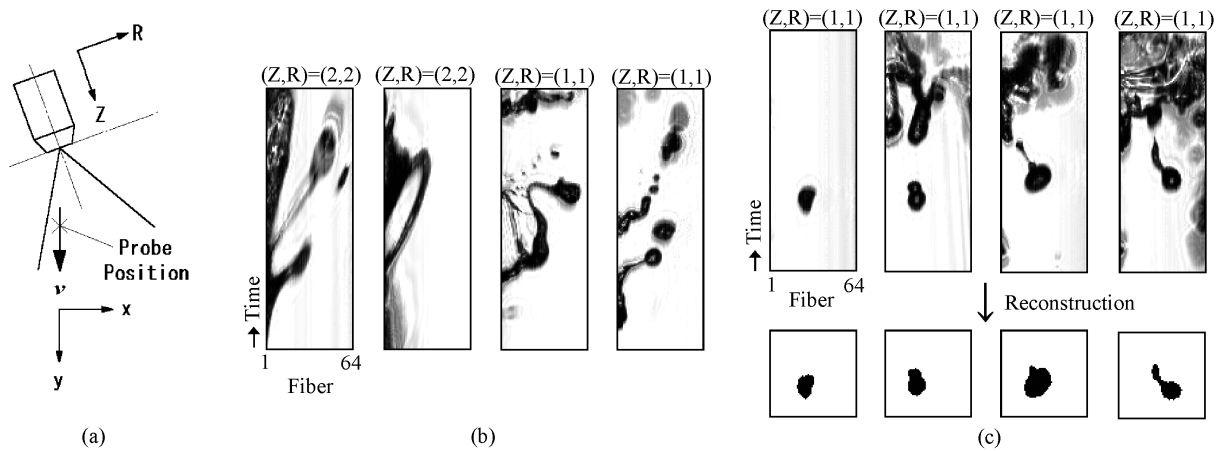 (a)
R
Z
Probe
Position
v
x
y
(Z,R)=(2,2)
(Z,R)=(2,2)
(Z,R)=(1,1)
(Z,R)=(1,1)
→Time
1
64
Fiber
(b)
(Z,R)=(1,1)
(Z,R)=(1,1)
(Z,R)=(1,1)
(Z,R)=(1,1)
→Time
1
64
Fiber
Reconstruction
(c)